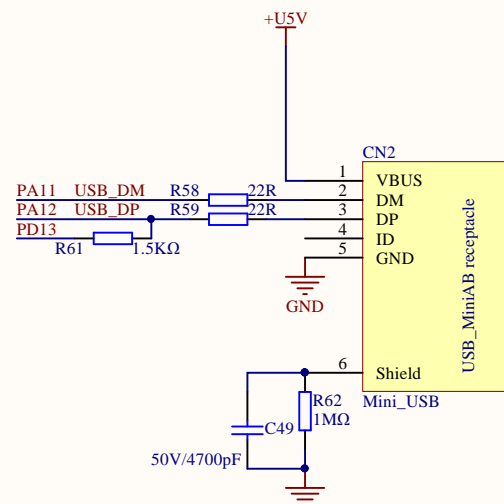 +U5V
CN2
1 VBUS
PA11 USB_DM R58 22R 2 DM
PA12 USB_DP R59 22R 3 DP
PD13 4 ID
R61 1.5KΩ 5 GND
GND
USB_MiniAB receptacle
6 Shield
R62 Mini_USB
1MΩ
C49
50V/4700pF